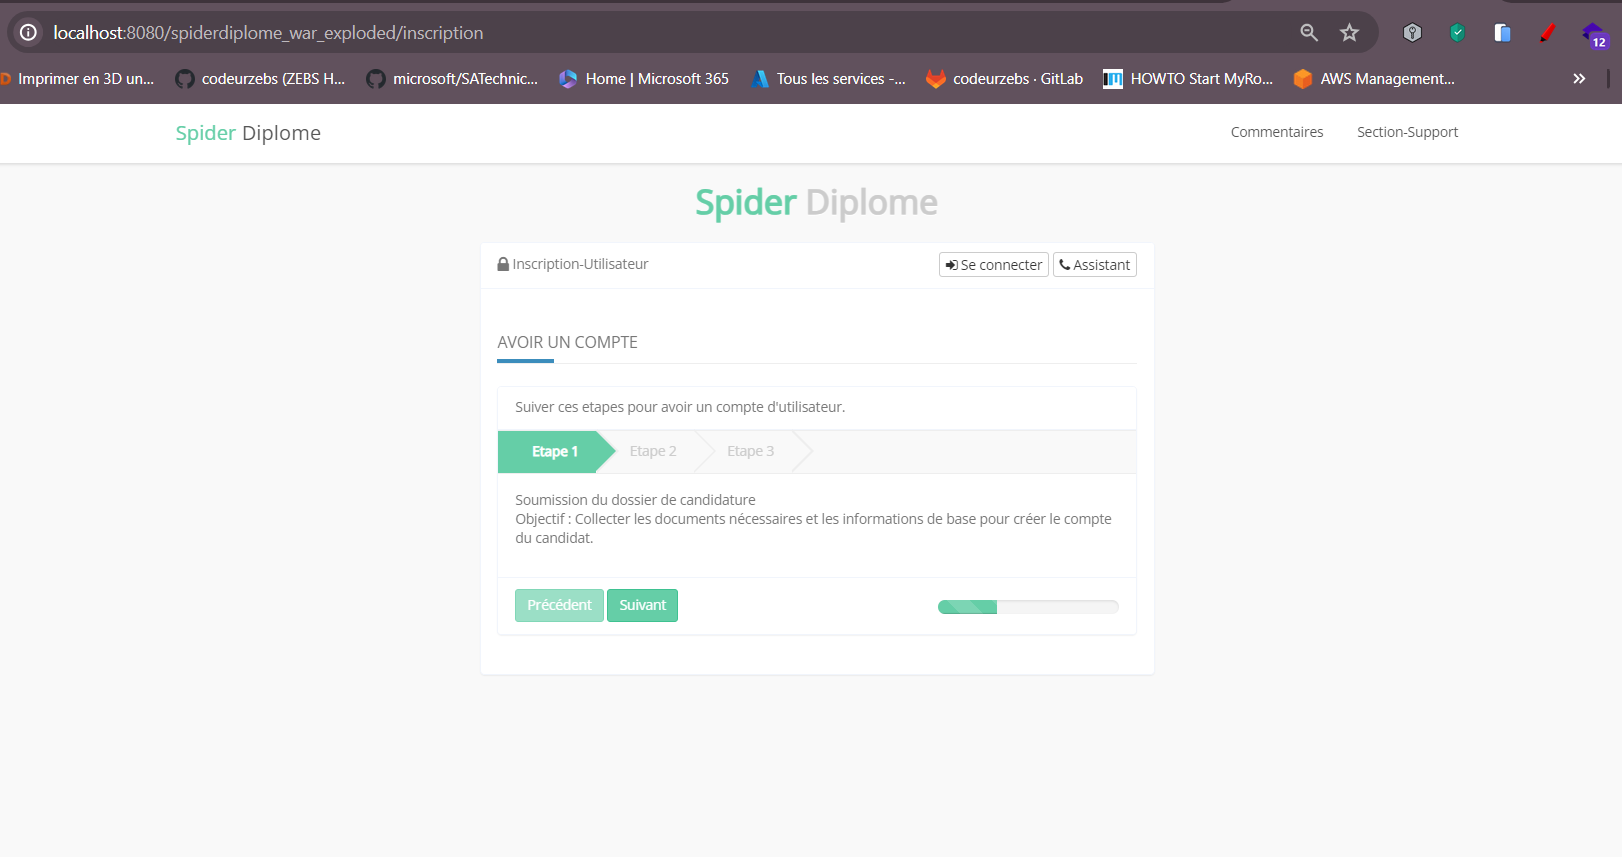 localhost:8080/spiderdiplome_war_exploded/inscription
12
Imprimer en 3D un... codeurzebs (ZEBS H... microsoft/SATechnic... Home | Microsoft 365 Tous les services -... codeurzebs · GitLab HOWTO Start MyRo... AWS Management...
Spider Diplome Commentaires Section-Support
Spider Diplome
Inscription-Utilisateur Se connecter Assistant
AVOIR UN COMPTE
Suiver ces etapes pour avoir un compte d'utilisateur.
Etape 1 Etape 2 Etape 3
Soumission du dossier de candidature
Objectif : Collecter les documents nécessaires et les informations de base pour créer le compte
du candidat.
Précédent Suivant